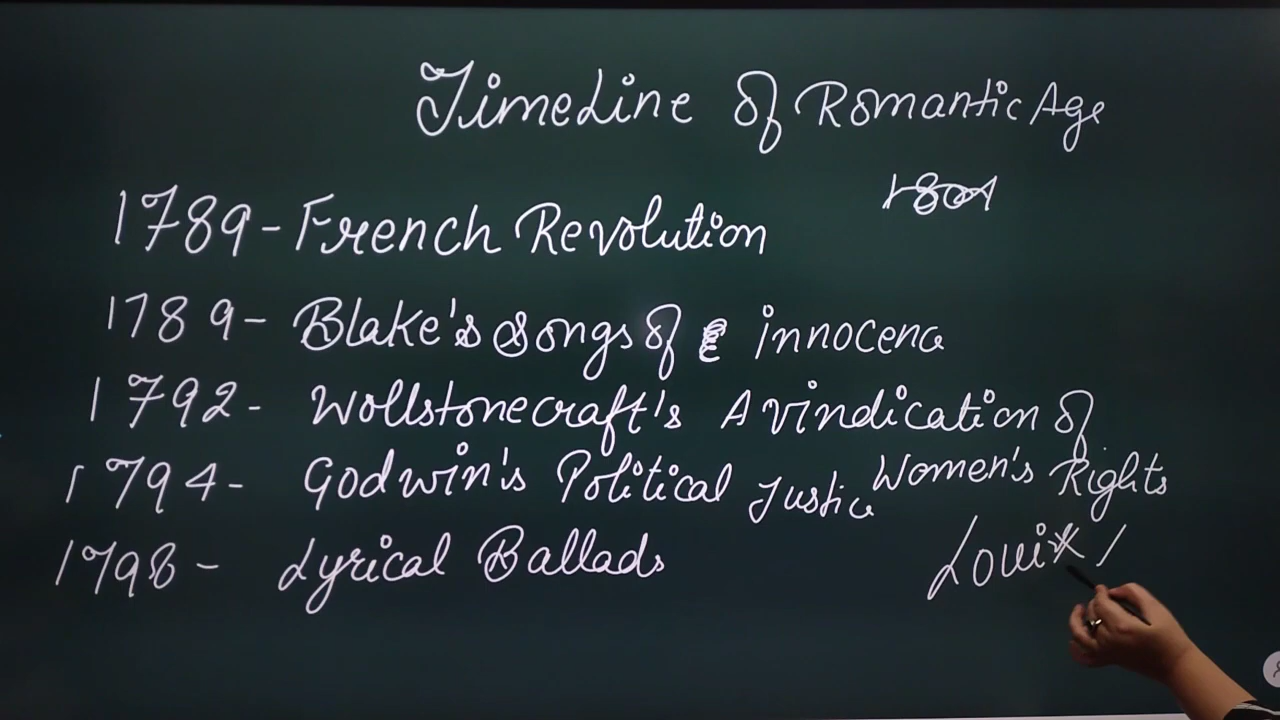 TimeLine of Romantic Age
1789 - French Revolution
1789 - Blake's Songs of innocence
1792 - Wollstonecraft's A vindication of
Women's Rights
1794 - Godwin's Political Justice
1798 - Lyrical Ballads